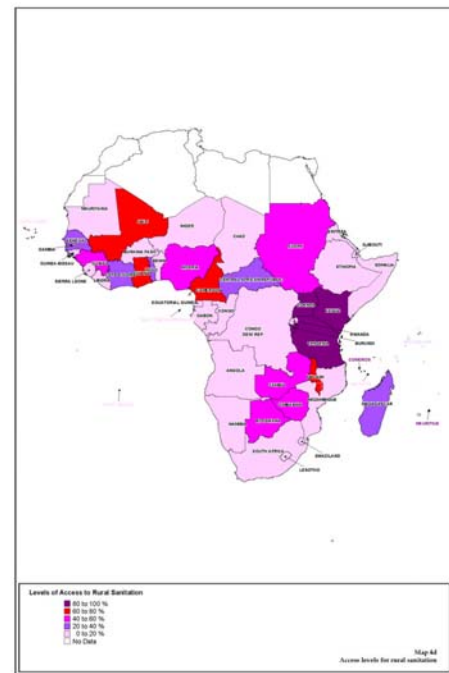 MAURITANIA
MALI
NIGER
CHAD
SUDAN
ERITREA
DJIBOUTI
SENEGAL
GAMBIA
GUINEA BISSAU
BURKINA FASO
NIGERIA
ETHIOPIA
SOMALIA
SIERRA LEONE
LIBERIA
CENTRAL AFRICAN REPUBLIC
CAMEROON
EQUATORIAL GUINEA
GABON
CONGO
UGANDA
KENYA
CONGO
DEM REP
RWANDA
BURUNDI
TANZANIA
COMOROS
ANGOLA
ZAMBIA
MALAWI
MOZAMBIQUE
ZIMBABWE
MADAGASCAR
MAURITIUS
NAMIBIA
BOTSWANA
SWAZILAND
SOUTH AFRICA
LESOTHO
Levels of Access to Rural Sanitation
80 to 100 %
60 to 80 %
40 to 60 %
20 to 40 %
0 to 20 %
No Data
Map 6d
Access levels for rural sanitation